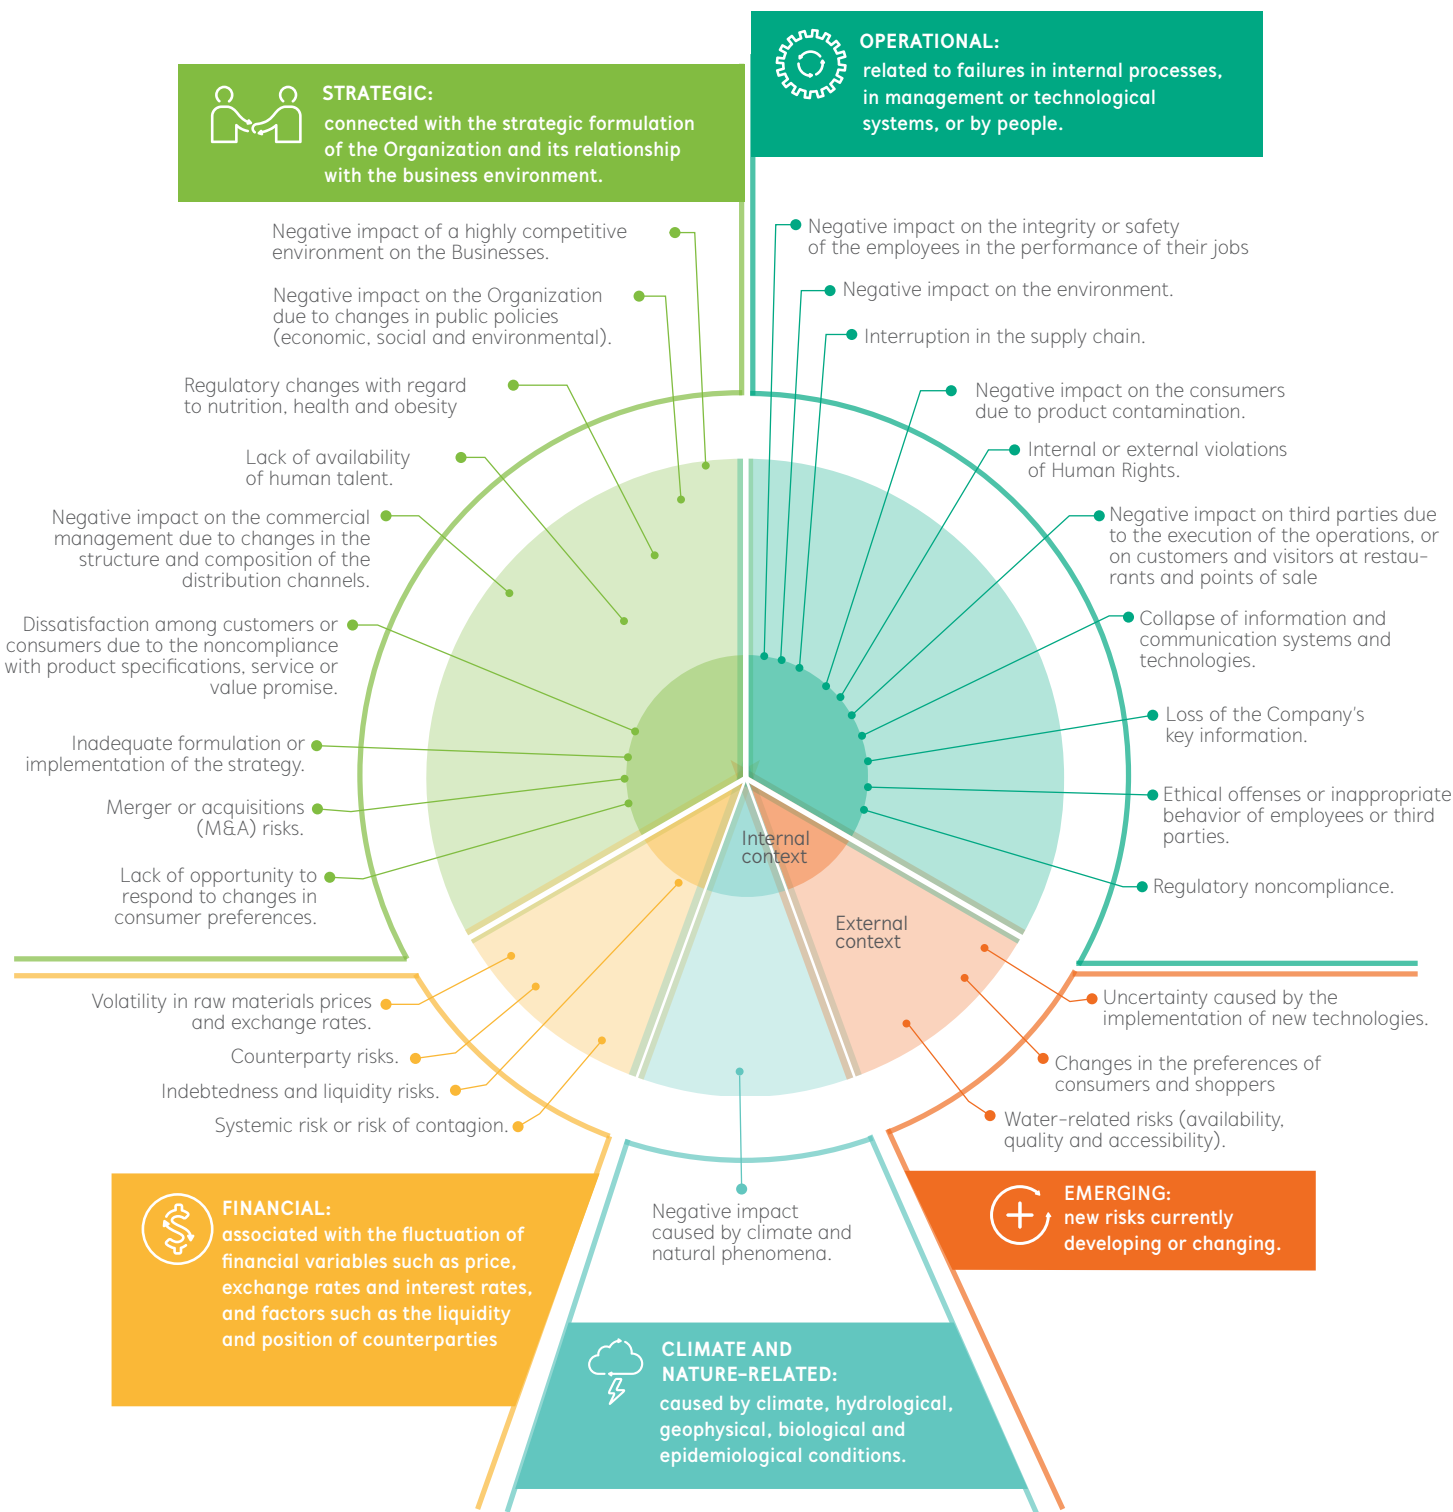 OPERATIONAL:
related to failures in internal processes,
in management or technological
systems, or by people.
STRATEGIC:
connected with the strategic formulation
of the Organization and its relationship
with the business environment.
Negative impact of a highly competitive
environment on the Businesses.
Negative impact on the Organization
due to changes in public policies
(economic, social and environmental).
Regulatory changes with regard
to nutrition, health and obesity
Lack of availability
of human talent.
Negative impact on the commercial
management due to changes in the
structure and composition of the
distribution channels.
Dissatisfaction among customers or
consumers due to the noncompliance
with product specifications, service or
value promise.
Inadequate formulation or
implementation of the strategy.
Merger or acquisitions
(M&A) risks.
Lack of opportunity to
respond to changes in
consumer preferences.
Negative impact on the integrity or safety
of the employees in the performance of their jobs
Negative impact on the environment.
Interruption in the supply chain.
Negative impact on the consumers
due to product contamination.
Internal or external violations
of Human Rights.
Negative impact on third parties due
to the execution of the operations, or
on customers and visitors at restau-
rants and points of sale
Collapse of information and
communication systems and
technologies.
Loss of the Company's
key information.
Ethical offenses or inappropriate
behavior of employees or third
parties.
Regulatory noncompliance.
Internal
context
External
context
Volatility in raw materials prices
and exchange rates.
Counterparty risks.
Indebtedness and liquidity risks.
Systemic risk or risk of contagion.
Uncertainty caused by the
implementation of new technologies.
Changes in the preferences of
consumers and shoppers
Water-related risks (availability,
quality and accessibility).
Negative impact
caused by climate and
natural phenomena.
FINANCIAL:
associated with the fluctuation of
financial variables such as price,
exchange rates and interest rates,
and factors such as the liquidity
and position of counterparties
EMERGING:
new risks currently
developing or changing.
CLIMATE AND
NATURE-RELATED:
caused by climate, hydrological,
geophysical, biological and
epidemiological conditions.